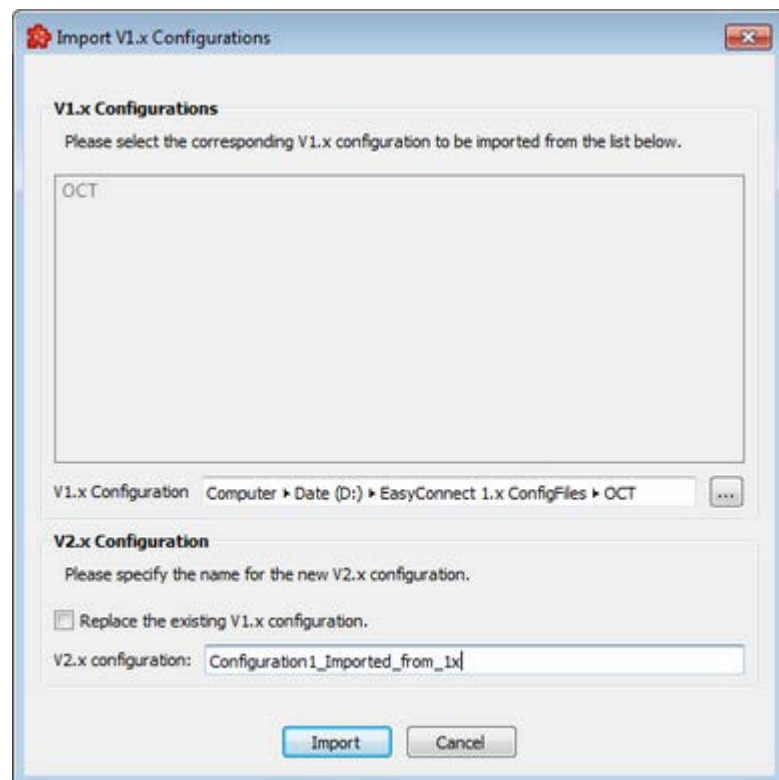 Import V1.x Configurations
V1.x Configurations
Please select the corresponding V1.x configuration to be imported from the list below.
OCT
V1.x Configuration Computer ▸ Date (D:) ▸ EasyConnect 1.x ConfigFiles ▸ OCT ...
V2.x Configuration
Please specify the name for the new V2.x configuration.
Replace the existing V1.x configuration.
V2.x configuration: Configuration1_Imported_from_1x
Import Cancel